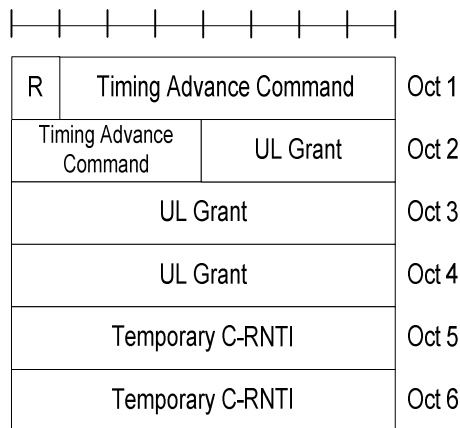 R Timing Advance Command Oct 1
Timing Advance
Command
UL Grant Oct 2
UL Grant Oct 3
UL Grant Oct 4
Temporary C-RNTI Oct 5
Temporary C-RNTI Oct 6